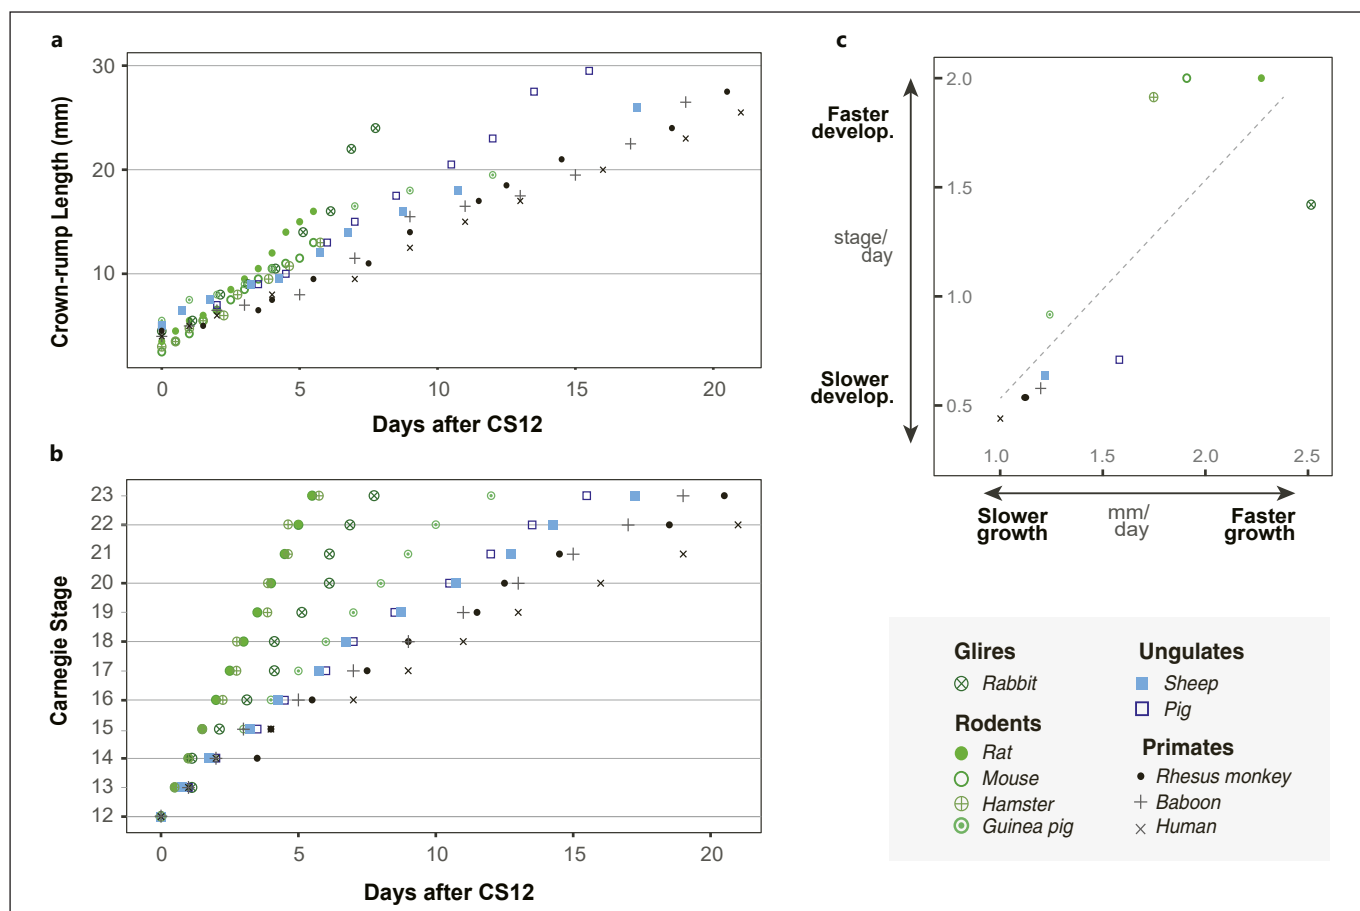 a
Crown-rump Length (mm)
30
20
10
0
5
10
15
20
Days after CS12
b
Carnegie Stage
23
22
21
20
19
18
17
16
15
14
13
12
0
5
10
15
20
Days after CS12
c
Faster
develop.
stage/
day
Slower
develop.
2.0
1.5
1.0
0.5
1.0
1.5
2.0
2.5
Slower
growth
mm/
day
Faster
growth
Glires
Rabbit
Rodents
Rat
Mouse
Hamster
Guinea pig
Ungulates
Sheep
Pig
Primates
Rhesus monkey
Baboon
Human